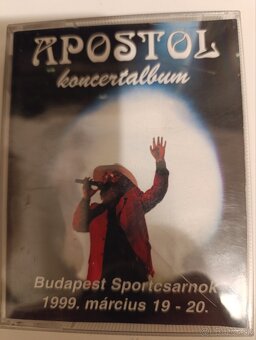 APOSTOL
koncertalbum
Budapest Sportcsarnok
1999. március 19 - 20.